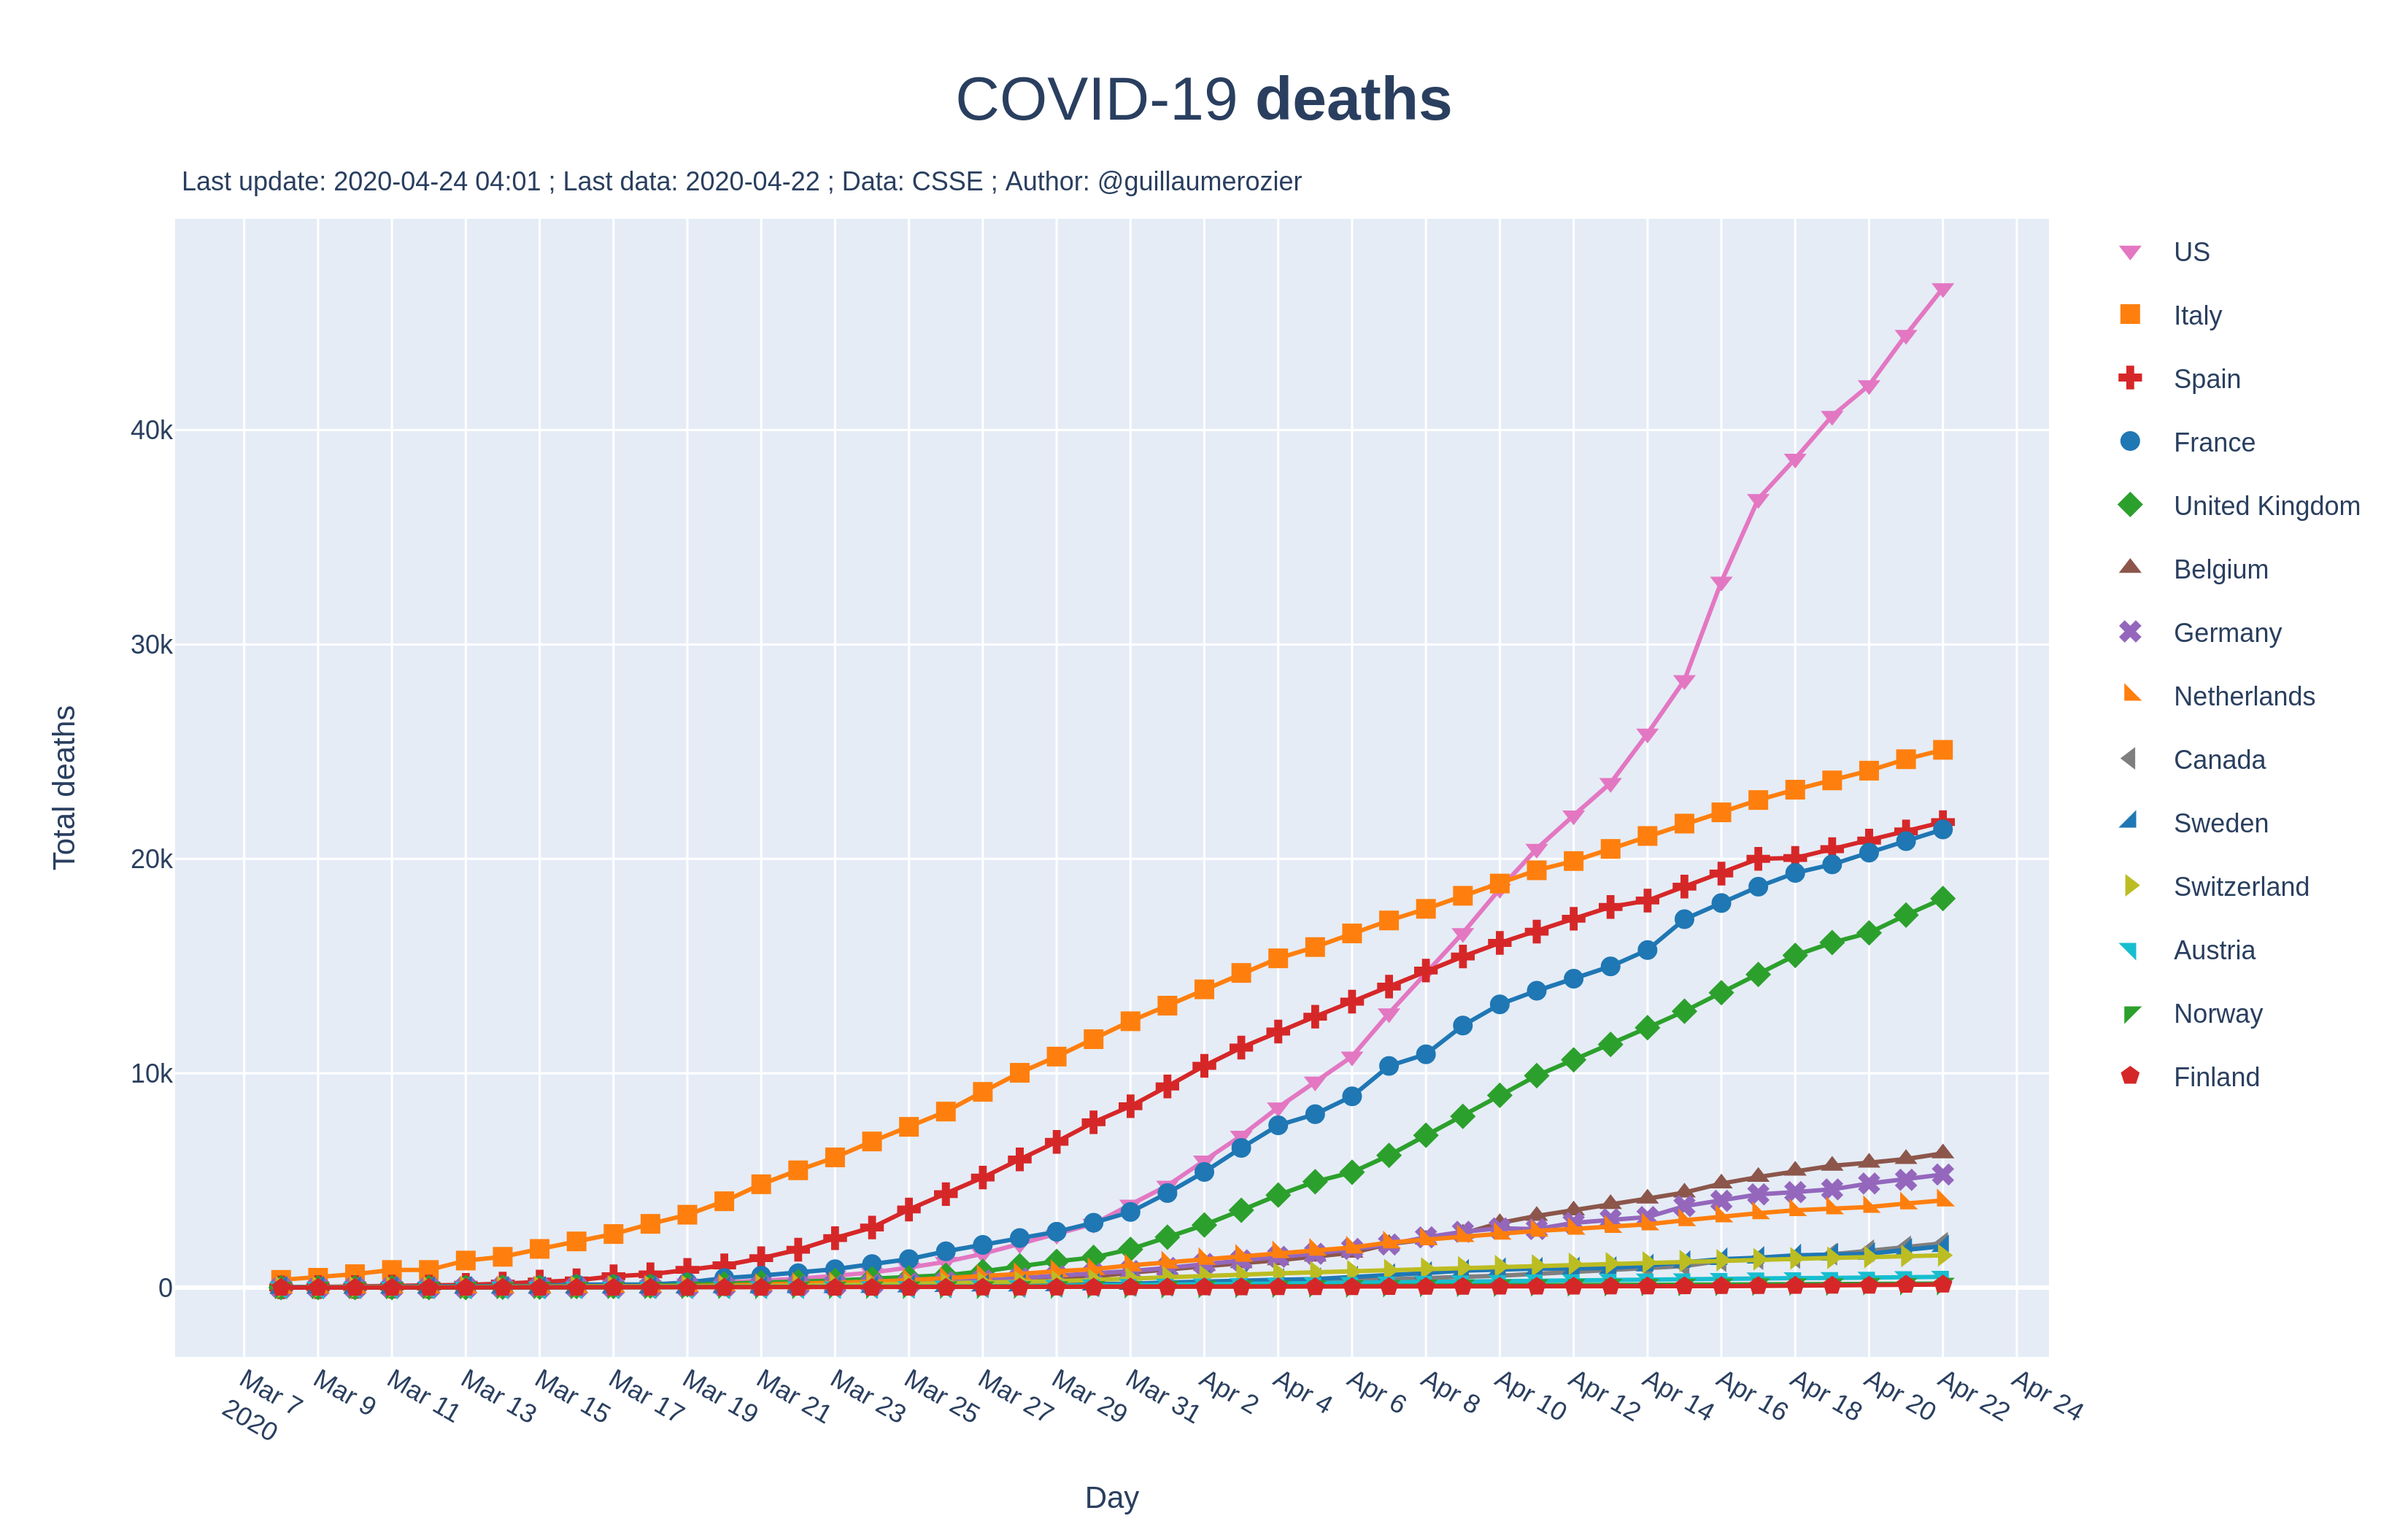 COVID-19 deaths
Last update: 2020-04-24 04:01 ; Last data: 2020-04-22 ; Data: CSSE ; Author: @guillaumerozier
US
Italy
Spain
France
United Kingdom
Belgium
Germany
Netherlands
Canada
Sweden
Switzerland
Austria
Norway
Finland
40k
30k
20k
10k
0
Total deaths
Mar 7
2020
Mar 9
Mar 11
Mar 13
Mar 15
Mar 17
Mar 19
Mar 21
Mar 23
Mar 25
Mar 27
Mar 29
Mar 31
Apr 2
Apr 4
Apr 6
Apr 8
Apr 10
Apr 12
Apr 14
Apr 16
Apr 18
Apr 20
Apr 22
Apr 24
Day